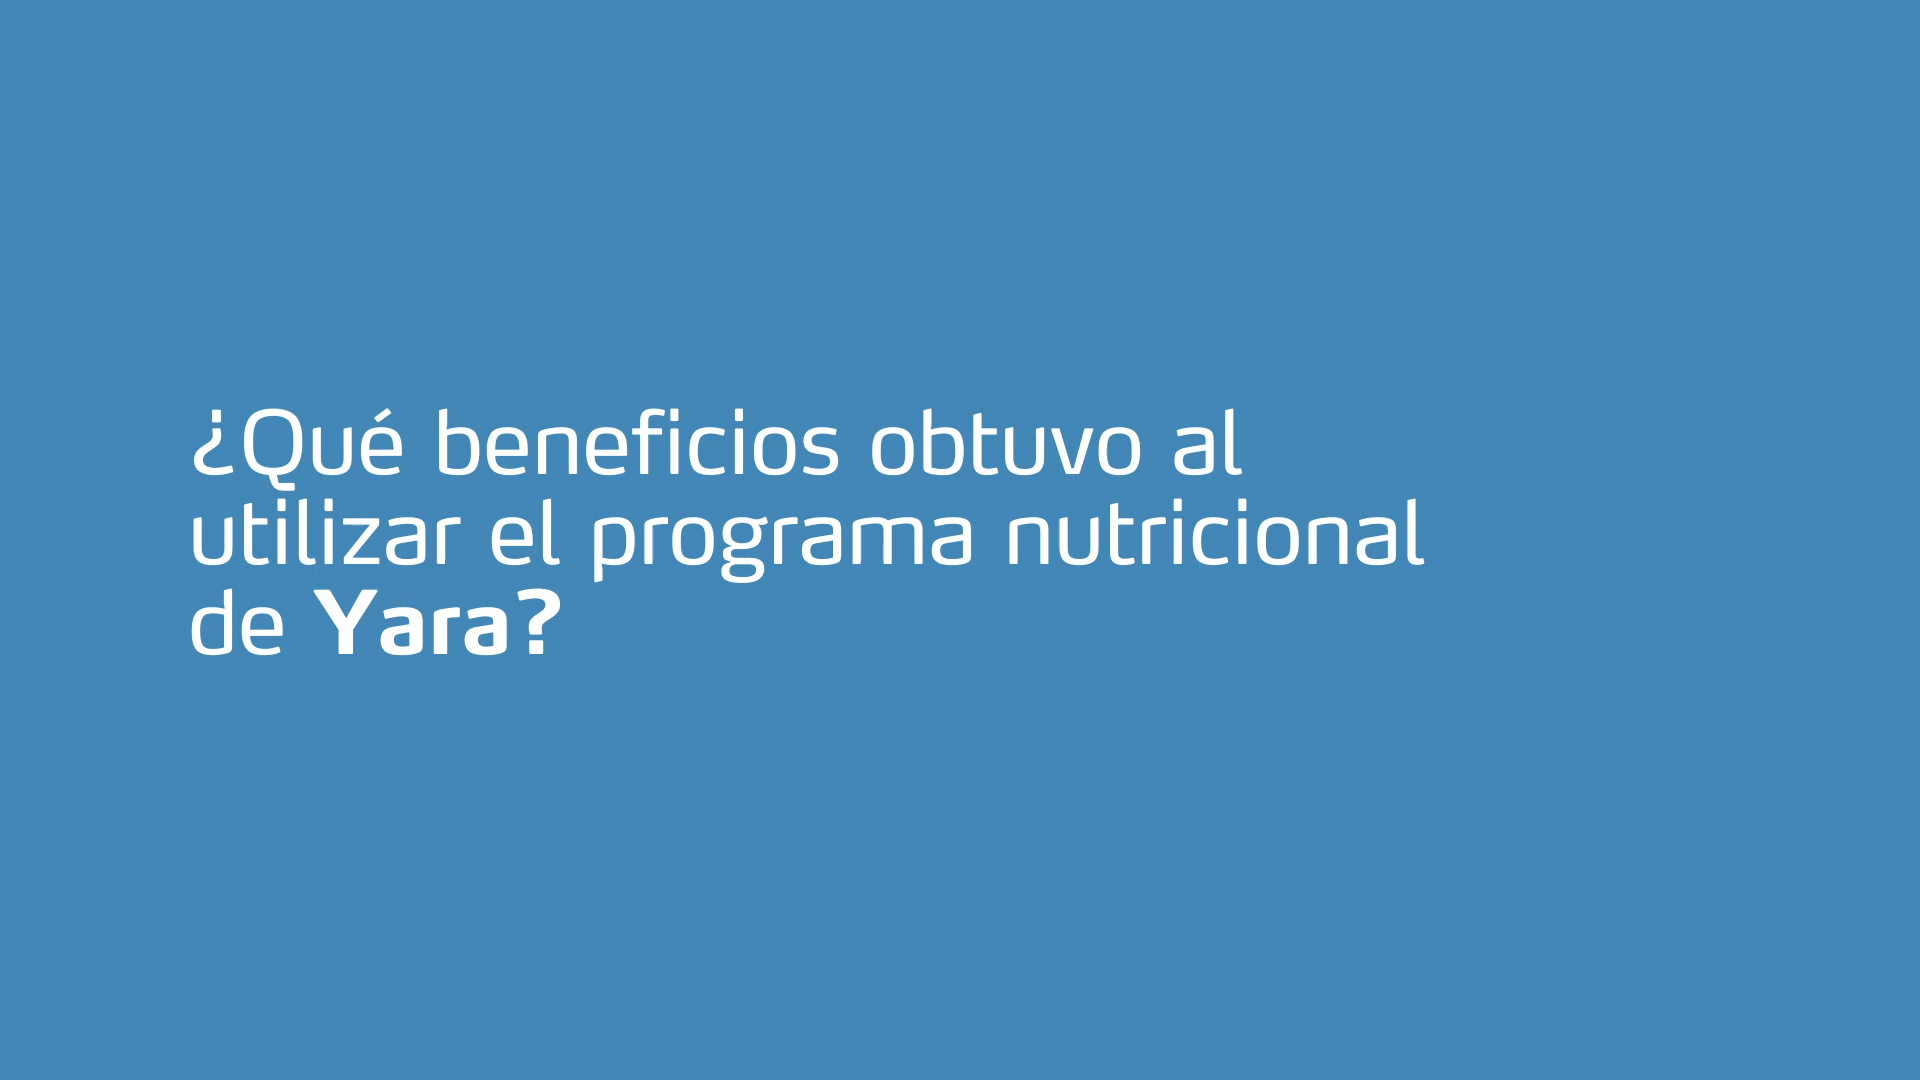 ¿Qué beneficios obtuvo al
utilizar el programa nutricional
de Yara?